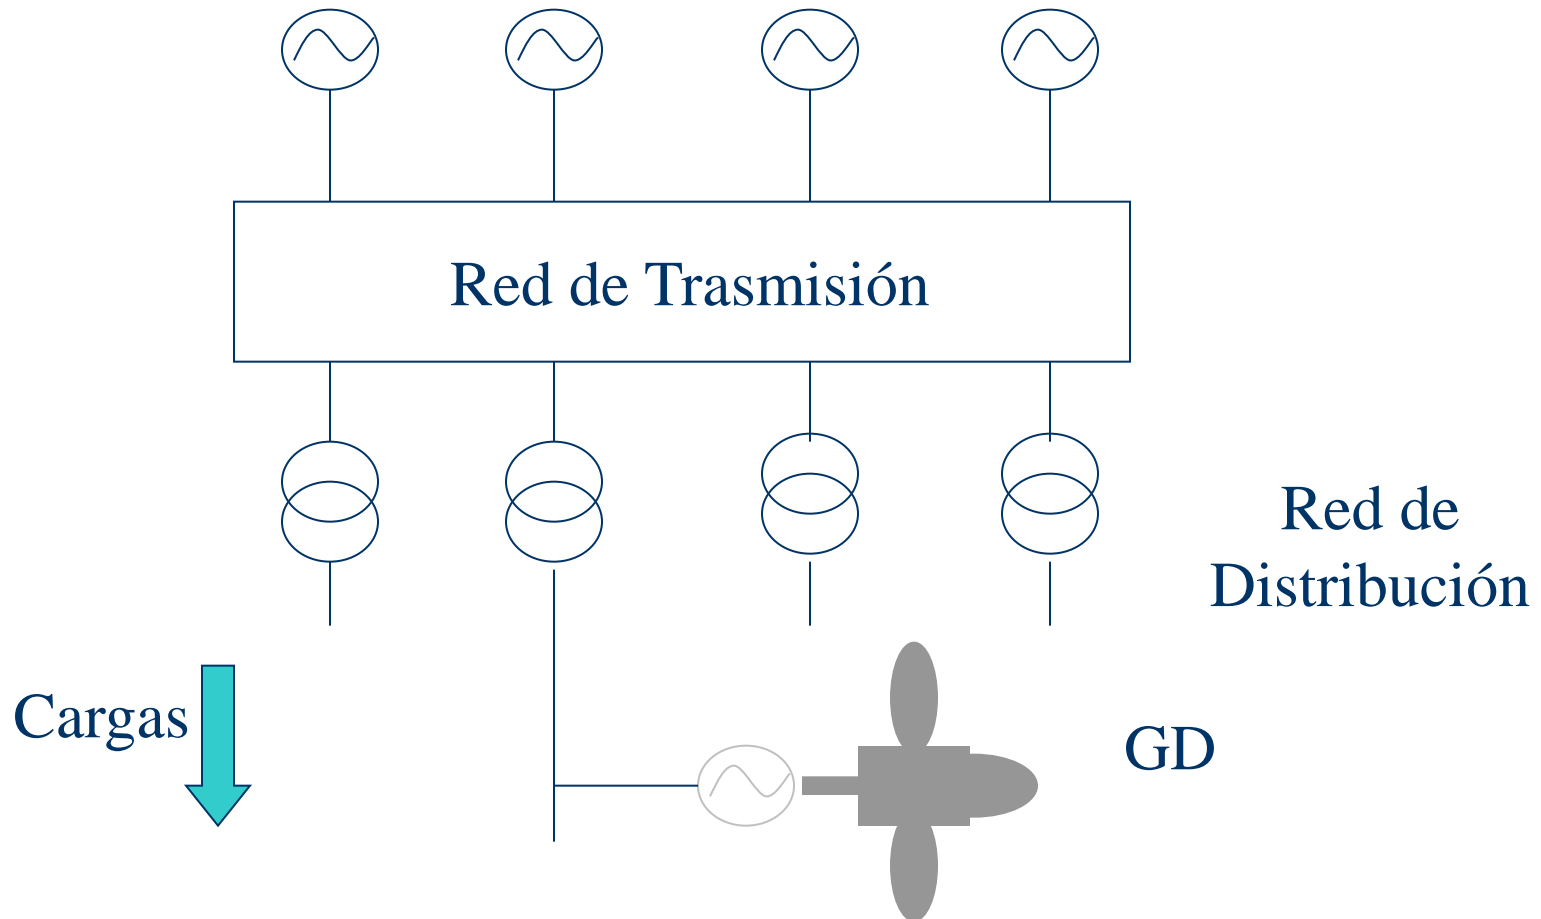 Red de Trasmisión
Red de
Distribución
Cargas
GD